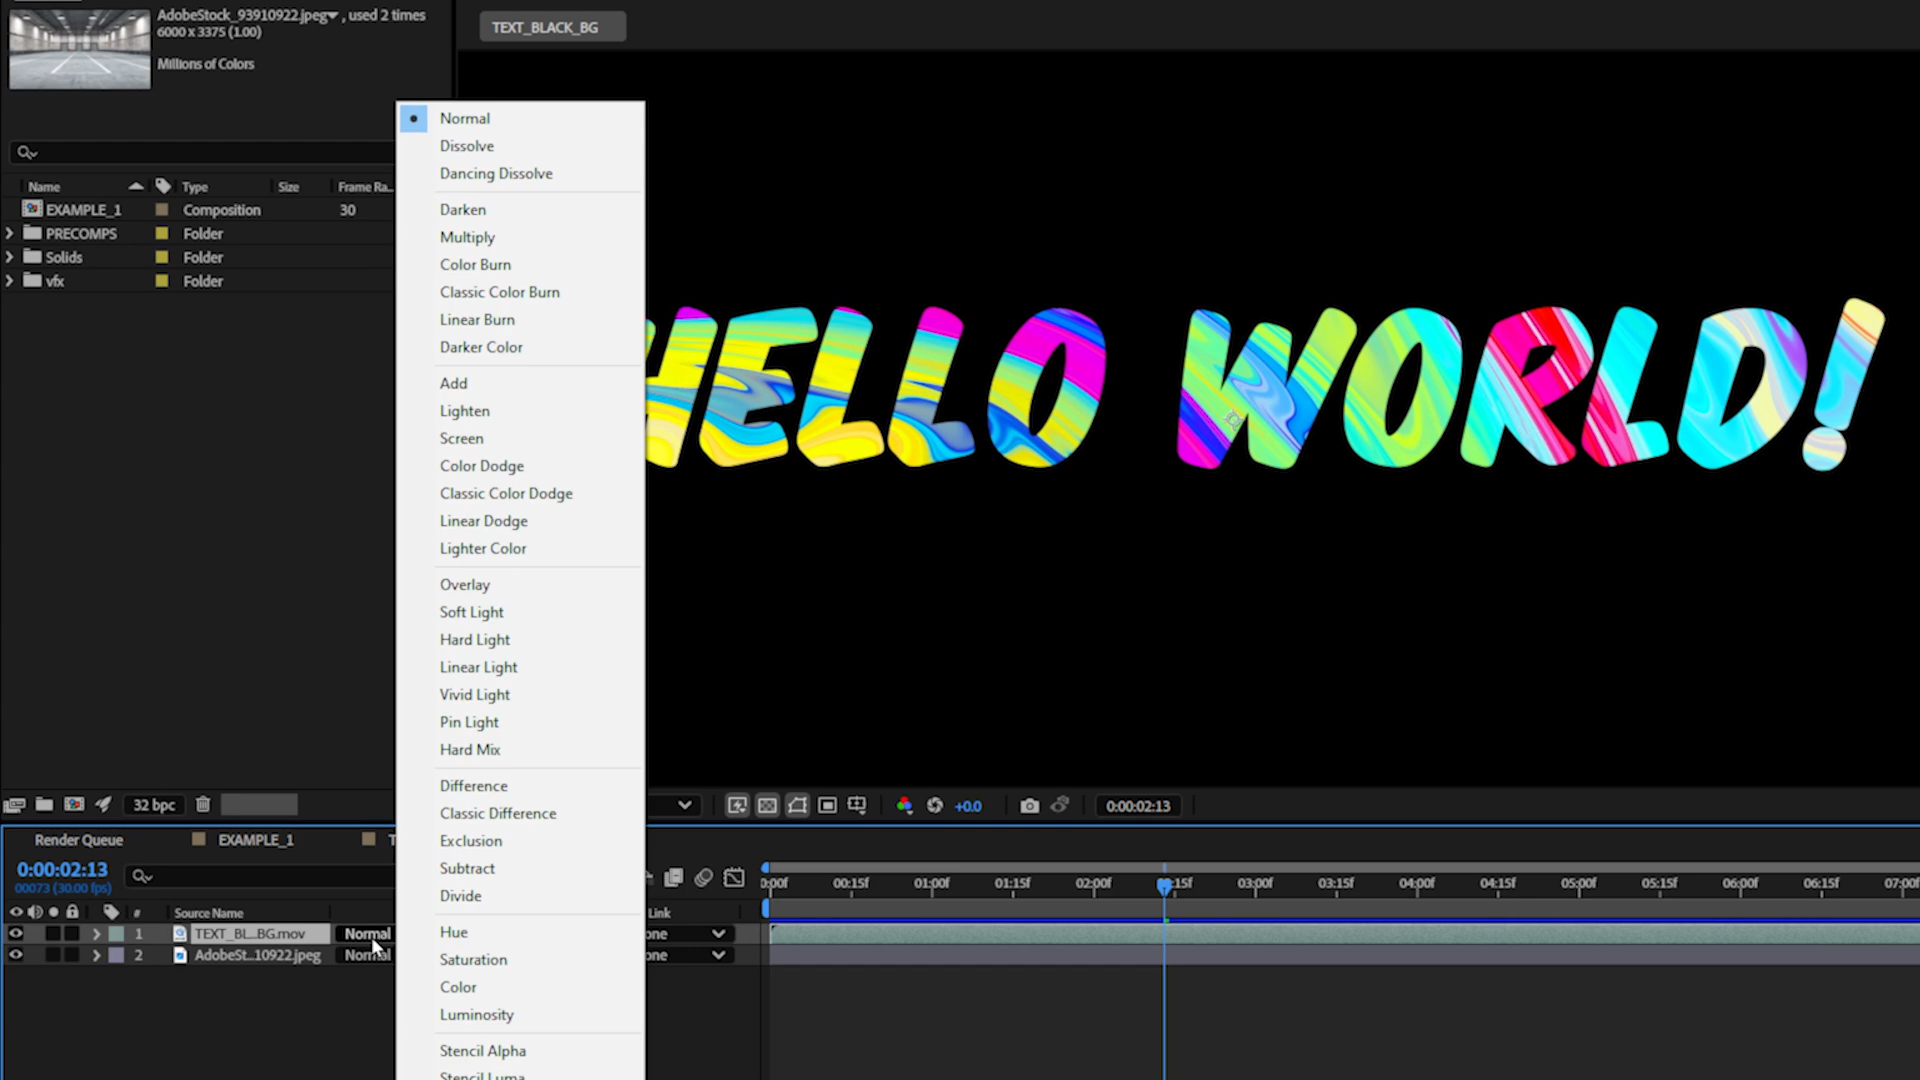 AdobeStock_93910922.jpeg , used 2 times
6000 x 3375 (1.00)
Millions of Colors
TEXT_BLACK_BG
Name
Type
Size
Frame Ra...
EXAMPLE_1
Composition
30
PRECOMPS
Folder
Solids
Folder
vfx
Folder
Normal
Dissolve
Dancing Dissolve
Darken
Multiply
Color Burn
Classic Color Burn
Linear Burn
Darker Color
Add
Lighten
Screen
Color Dodge
Classic Color Dodge
Linear Dodge
Lighter Color
Overlay
Soft Light
Hard Light
Linear Light
Vivid Light
Pin Light
Hard Mix
Difference
Classic Difference
Exclusion
Subtract
Divide
Hue
Saturation
Color
Luminosity
Stencil Alpha
Stencil Luma
HELLO WORLD!
32 bpc
+0.0
0:00:02:13
Render Queue
EXAMPLE_1
T
0:00:02:13
00073 (30.00 fps)
0:00f
00:15f
01:00f
01:15f
02:00f
15f
03:00f
03:15f
04:00f
04:15f
05:00f
05:15f
06:00f
06:15f
07:00f
#
Source Name
Link
1
TEXT_BL...BG.mov
Normal
one
2
AdobeSt...10922.jpeg
Normal
one